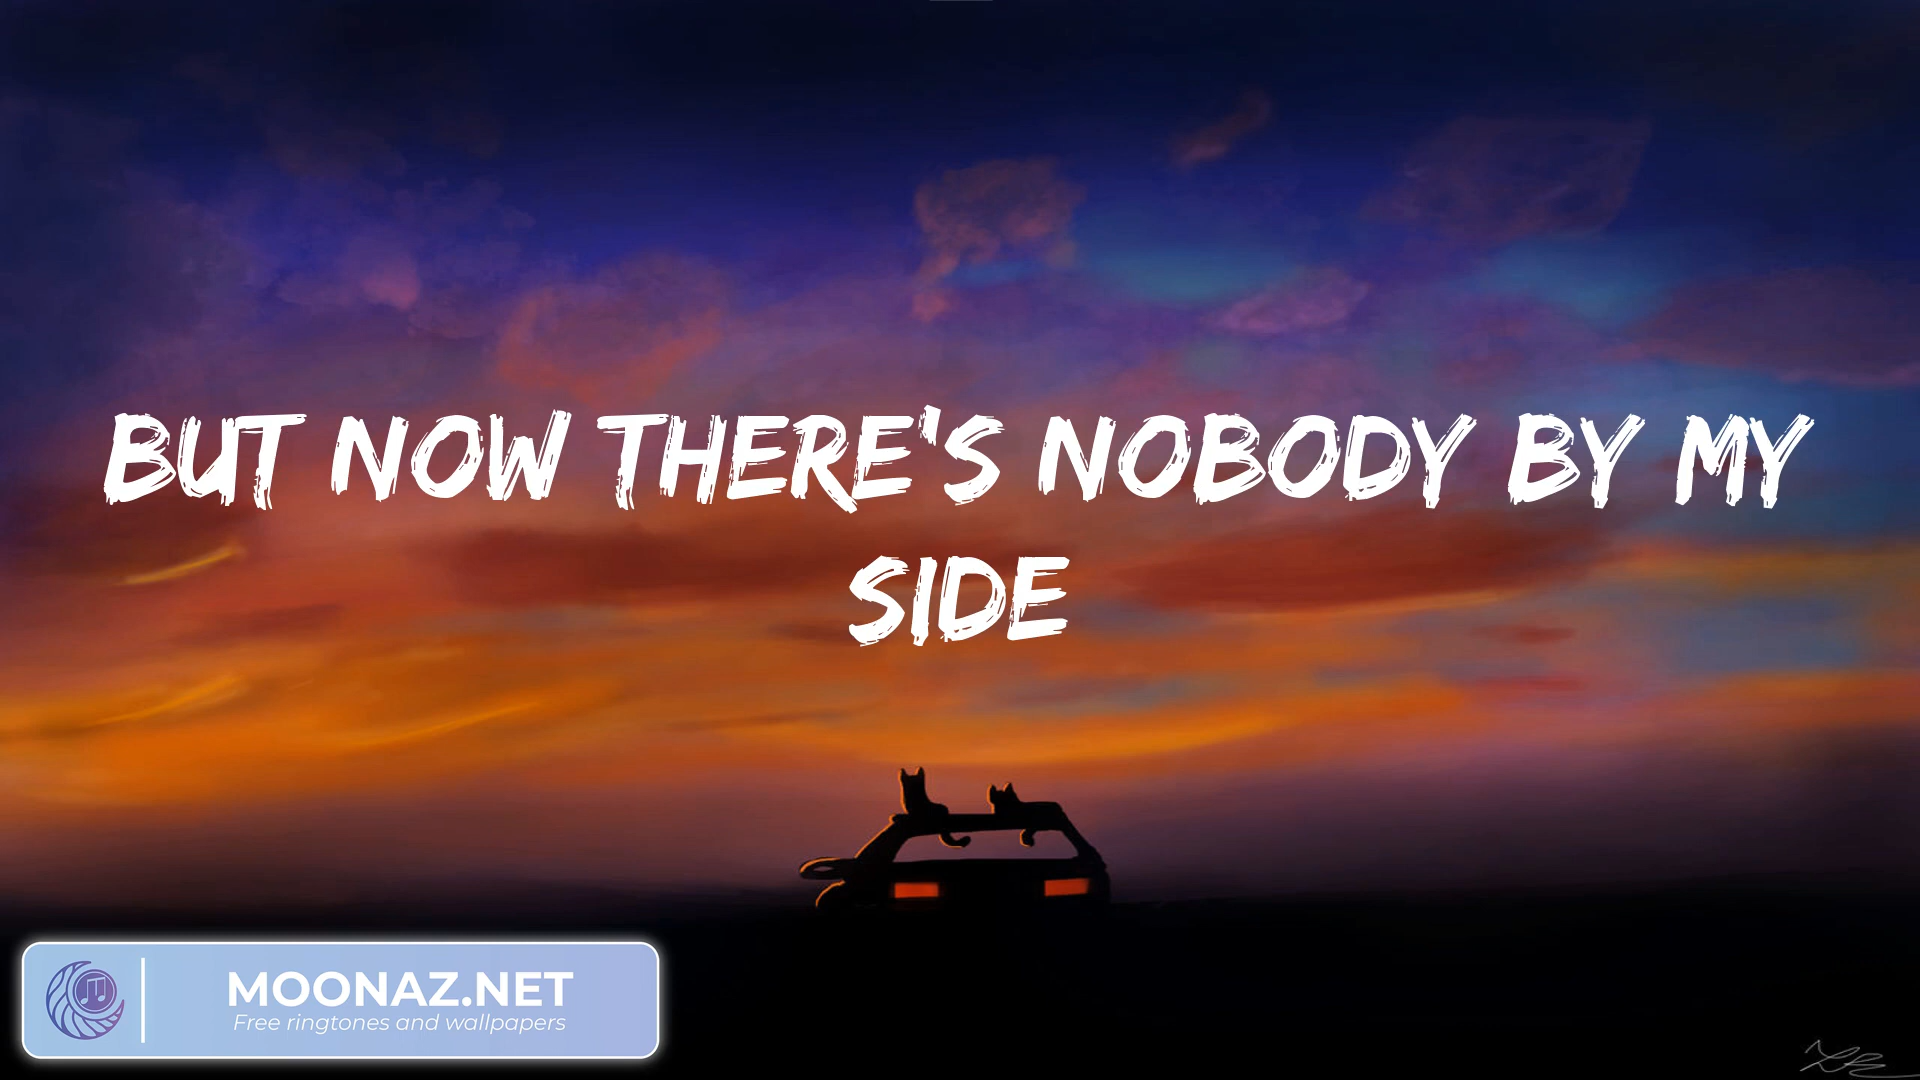 BUT NOW THERE'S NOBODY BY MY
SIDE
MOONAZ.NET
Free ringtones and wallpapers